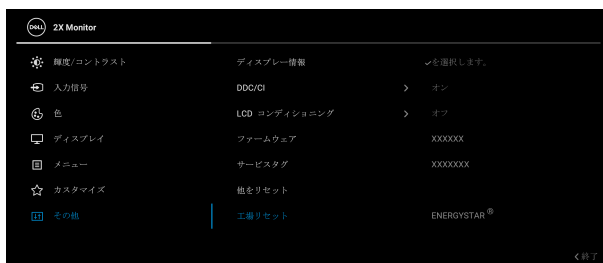 DELL 2X Monitor
輝度/コントラスト ディスプレー情報 ✓を選択します。
入力信号 DDC/CI > オン
色 LCD コンディショニング > オフ
ディスプレイ ファームウェア XXXXXX
メニュー サービスタグ XXXXXXX
カスタマイズ 他をリセット
その他 工場リセット ENERGYSTAR®
<終了